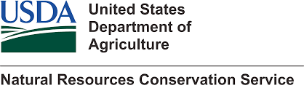 USDA
United States
Department of
Agriculture
Natural Resources Conservation Service